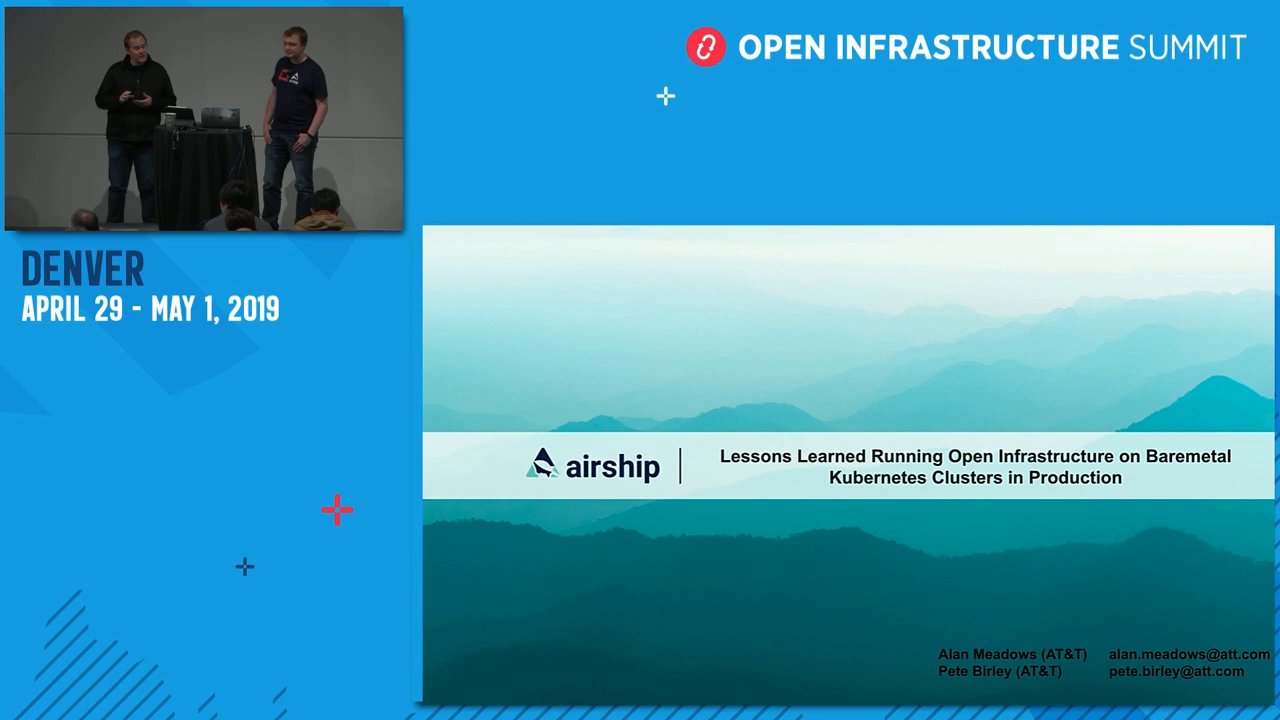 OPEN INFRASTRUCTURE SUMMIT
DENVER
APRIL 29 - MAY 1, 2019
airship
Lessons Learned Running Open Infrastructure on Baremetal
Kubernetes Clusters in Production
Alan Meadows (AT&T) alan.meadows@att.com
Pete Birley (AT&T) pete.birley@att.com